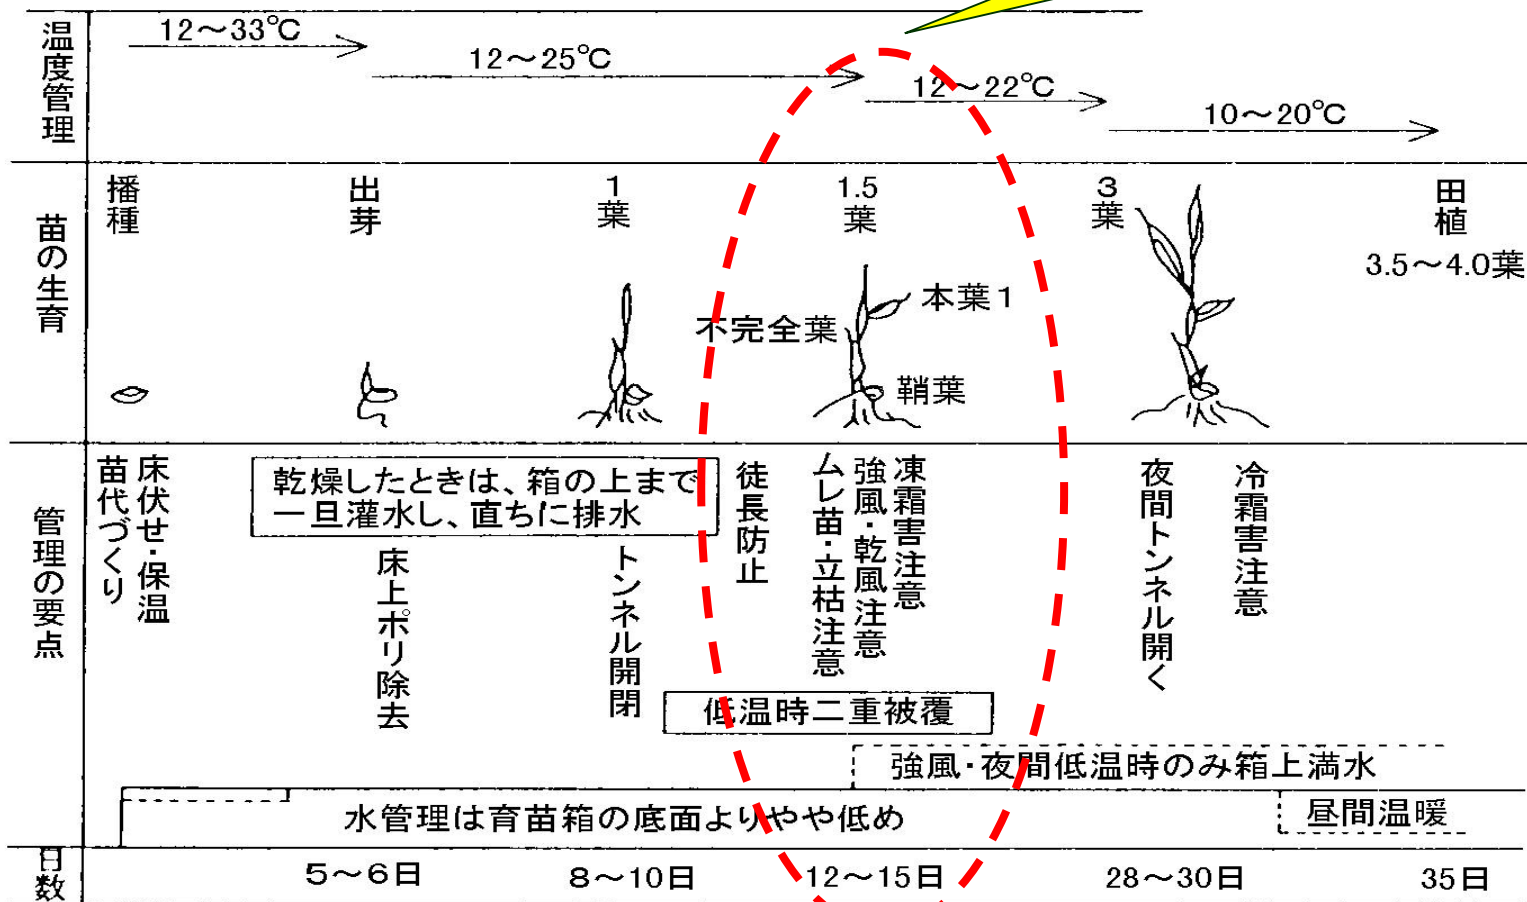 温度管理
12～33℃
12～25℃
12～22℃
10～20℃
苗の生育
播種
出芽
1葉
1.5葉
3葉
田植
3.5～4.0葉
不完全葉
本葉1
鞘葉
管理の要点
床伏せ・保温
苗代づくり
乾燥したときは、箱の上まで
一旦灌水し、直ちに排水
床上ポリ除去
トンネル開閉
徒長防止
凍霜害注意
強風・乾風注意
ムレ苗・立枯注意
夜間トンネル開く
冷霜害注意
低温時二重被覆
強風・夜間低温時のみ箱上満水
水管理は育苗箱の底面よりやや低め
昼間温暖
日数
5～6日
8～10日
12～15日
28～30日
35日